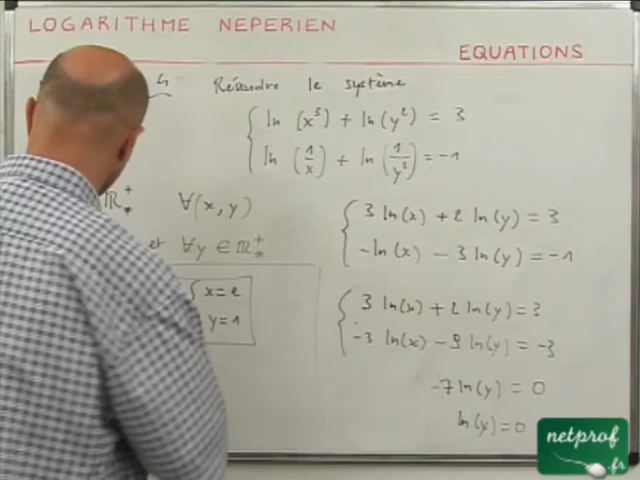 LOGARITHME NEPERIEN
EQUATIONS
4 Résoudre le système
ln (x³) + ln(y²) = 3
ln (1/x) + ln (1/y³) = -1
ℝ*⁺ ∀(x, y)
et ∀y ∈ ℝ*⁺
x = e
y = 1
3 ln(x) + 2 ln(y) = 3
-ln(x) - 3 ln(y) = -1
3 ln(x) + 2 ln(y) = 3
-3 ln(x) - 9 ln(y) = -3
-7 ln(y) = 0
ln(y) = 0
netprof
.fr